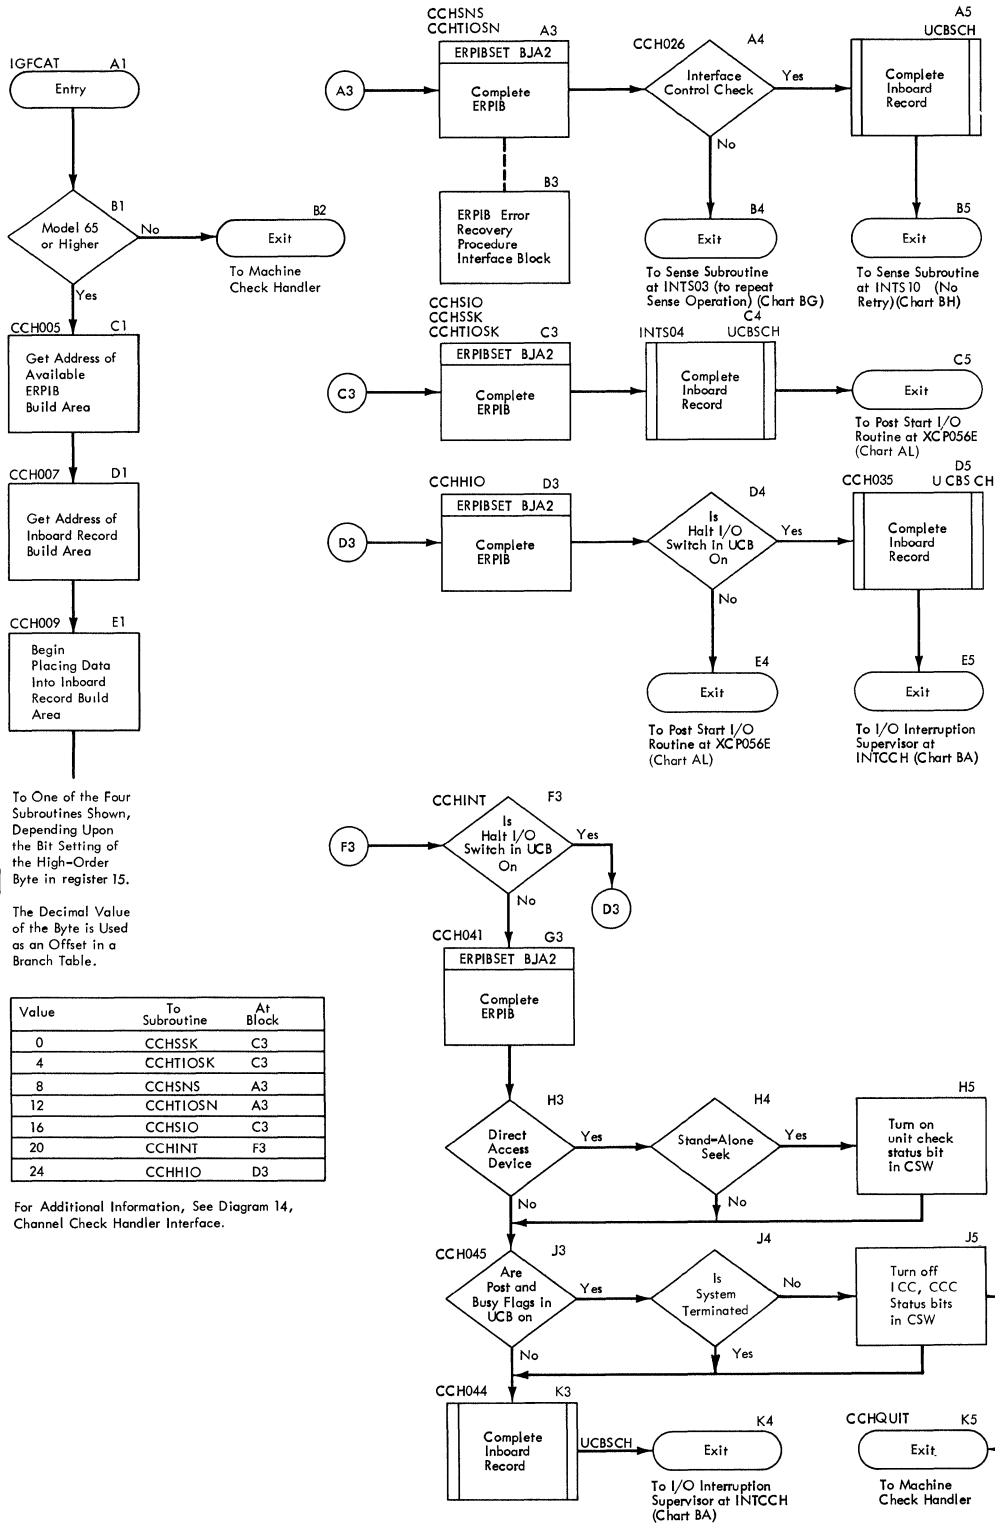 IGFCAT A1
Entry
B1
Model 65
or Higher
No
B2
Exit
To Machine
Check Handler
Yes
CCH005 C1
Get Address of
Available
ERPIB
Build Area
CCH007 D1
Get Address of
Inboard Record
Build Area
CCH009 E1
Begin
Placing Data
Into Inboard
Record Build
Area
To One of the Four
Subroutines Shown,
Depending Upon
the Bit Setting of
the High-Order
Byte in register 15.
The Decimal Value
of the Byte is Used
as an Offset in a
Branch Table.
Value To Subroutine At Block
0 CCHSSK C3
4 CCHTIOSK C3
8 CCHSNS A3
12 CCHTIOSN A3
16 CCHSIO C3
20 CCHINT F3
24 CCHHIO D3
For Additional Information, See Diagram 14,
Channel Check Handler Interface.
CCHSNS
CCHTIOSN A3
A3
ERPIBSET BJA2
Complete
ERPIB
B3
ERPIB Error
Recovery
Procedure
Interface Block
CCH026 A4
Interface
Control Check
Yes
No
B4
Exit
To Sense Subroutine
at INTS03 (to repeat
Sense Operation) (Chart BG)
A5
UCBSCH
Complete
Inboard
Record
B5
Exit
To Sense Subroutine
at INTS10 (No
Retry)(Chart BH)
CCHSIO
CCHSSK
CCHTIOSK C3
C3
ERPIBSET BJA2
Complete
ERPIB
C4
INTS04 UCBSCH
Complete
Inboard
Record
C5
Exit
To Post Start I/O
Routine at XCP056E
(Chart AL)
CCHHIO D3
D3
ERPIBSET BJA2
Complete
ERPIB
D4
Is
Halt I/O
Switch in UCB
On
Yes
No
E4
Exit
To Post Start I/O
Routine at XCP056E
(Chart AL)
D5
CCH035 UCBSCH
Complete
Inboard
Record
E5
Exit
To I/O Interruption
Supervisor at
INTCCH (Chart BA)
CCHINT F3
F3
Is
Halt I/O
Switch in UCB
On
Yes
D3
No
CCH041 G3
ERPIBSET BJA2
Complete
ERPIB
H3
Direct
Access
Device
Yes
No
H4
Stand-Alone
Seek
Yes
No
H5
Turn on
unit check
status bit
in CSW
CCH045 J3
Are
Post and
Busy Flags in
UCB on
Yes
No
J4
Is
System
Terminated
No
Yes
J5
Turn off
ICC, CCC
Status bits
in CSW
CCH044 K3
Complete
Inboard
Record
UCBSCH
K4
Exit
To I/O Interruption
Supervisor at INTCCH
(Chart BA)
CCHQUIT K5
Exit.
To Machine
Check Handler